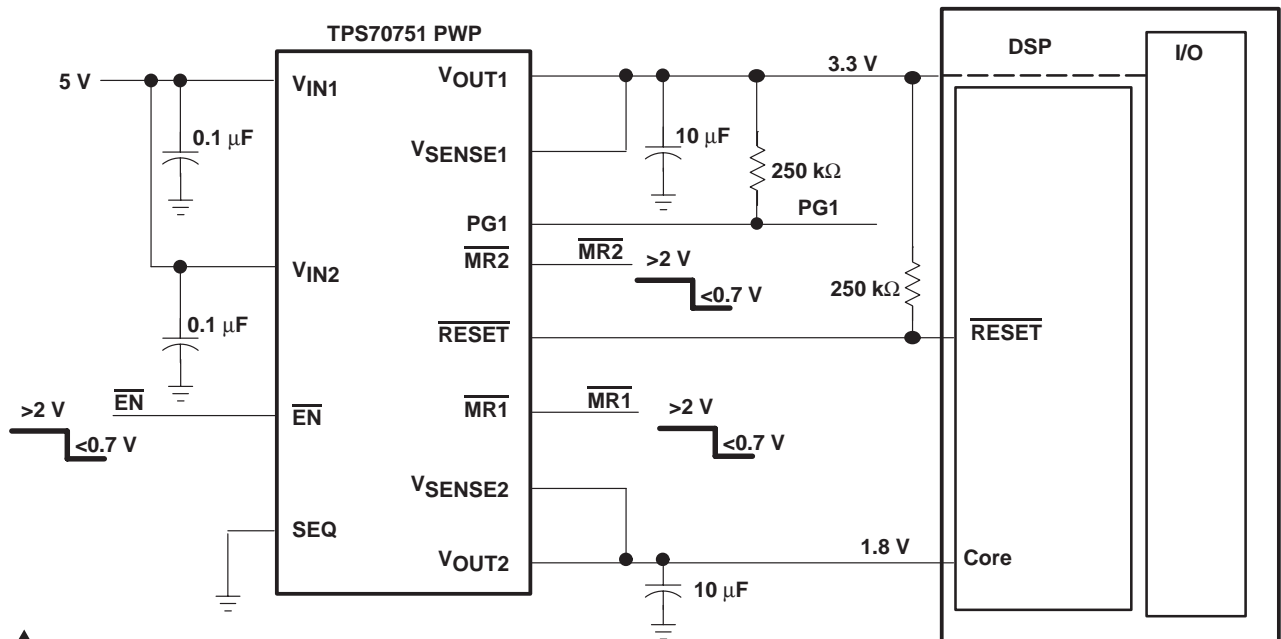 TPS70751 PWP
5 V
VIN1
0.1 μF
VIN2
0.1 μF
>2 V
EN
<0.7 V
EN
SEQ
VOUT1
VSENSE1
PG1
MR2
RESET
MR1
VSENSE2
VOUT2
3.3 V
10 μF
250 kΩ
PG1
MR2
>2 V
<0.7 V
250 kΩ
MR1
>2 V
<0.7 V
1.8 V
10 μF
DSP
I/O
RESET
Core